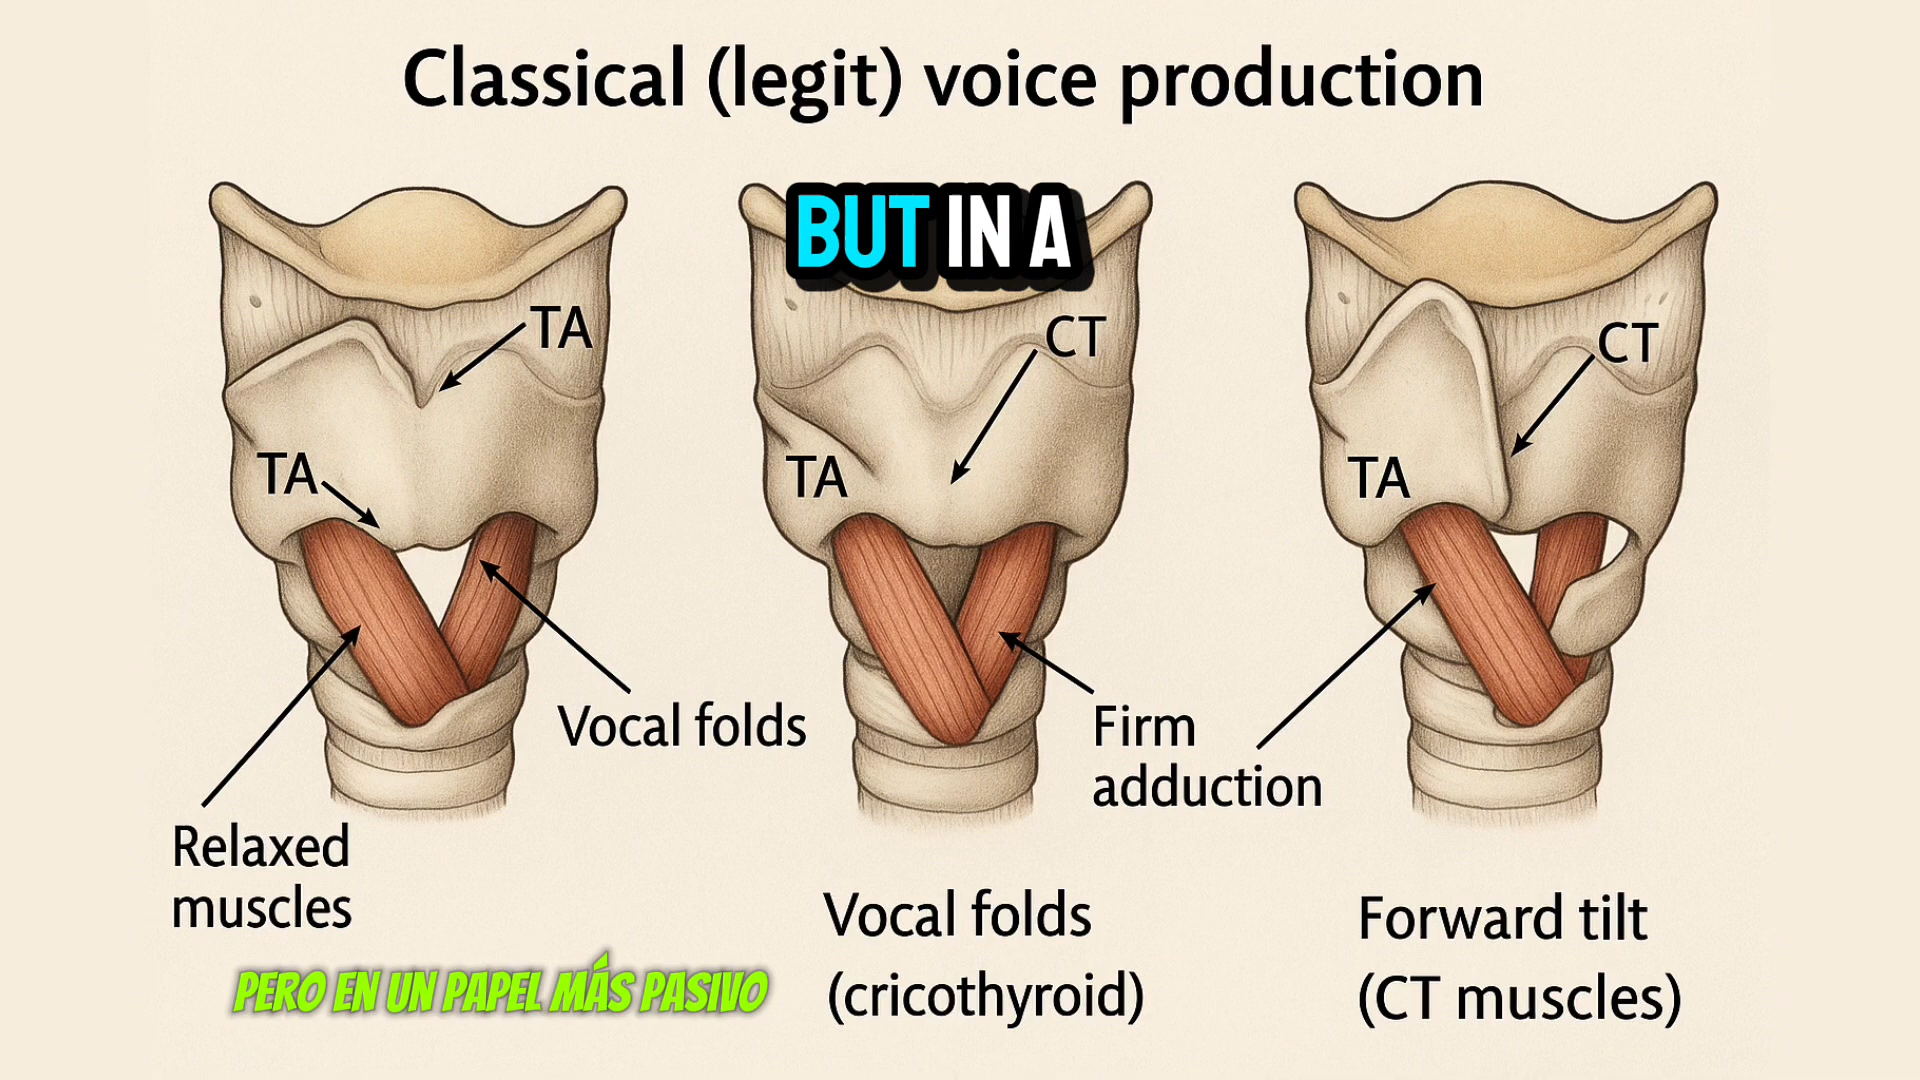 Classical (legit) voice production
BUT IN A
TA
CT
CT
TA
TA
TA
Vocal folds
Firm
adduction
Relaxed
muscles
Vocal folds
(cricothyroid)
Forward tilt
(CT muscles)
PERO EN UN PAPEL MÁS PASIVO